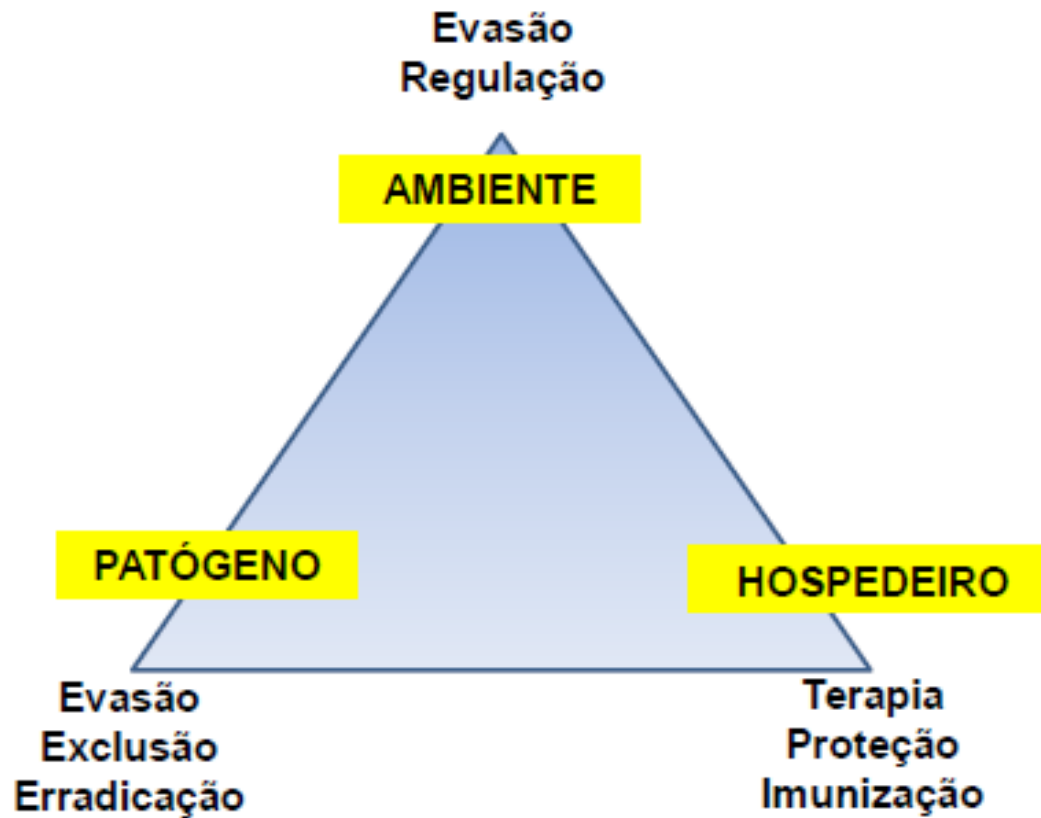 Evasão
Regulação
AMBIENTE
PATÓGENO
HOSPEDEIRO
Evasão
Exclusão
Erradicação
Terapia
Proteção
Imunização